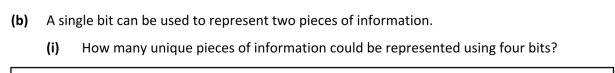 (b) A single bit can be used to represent two pieces of information.
(i) How many unique pieces of information could be represented using four bits?